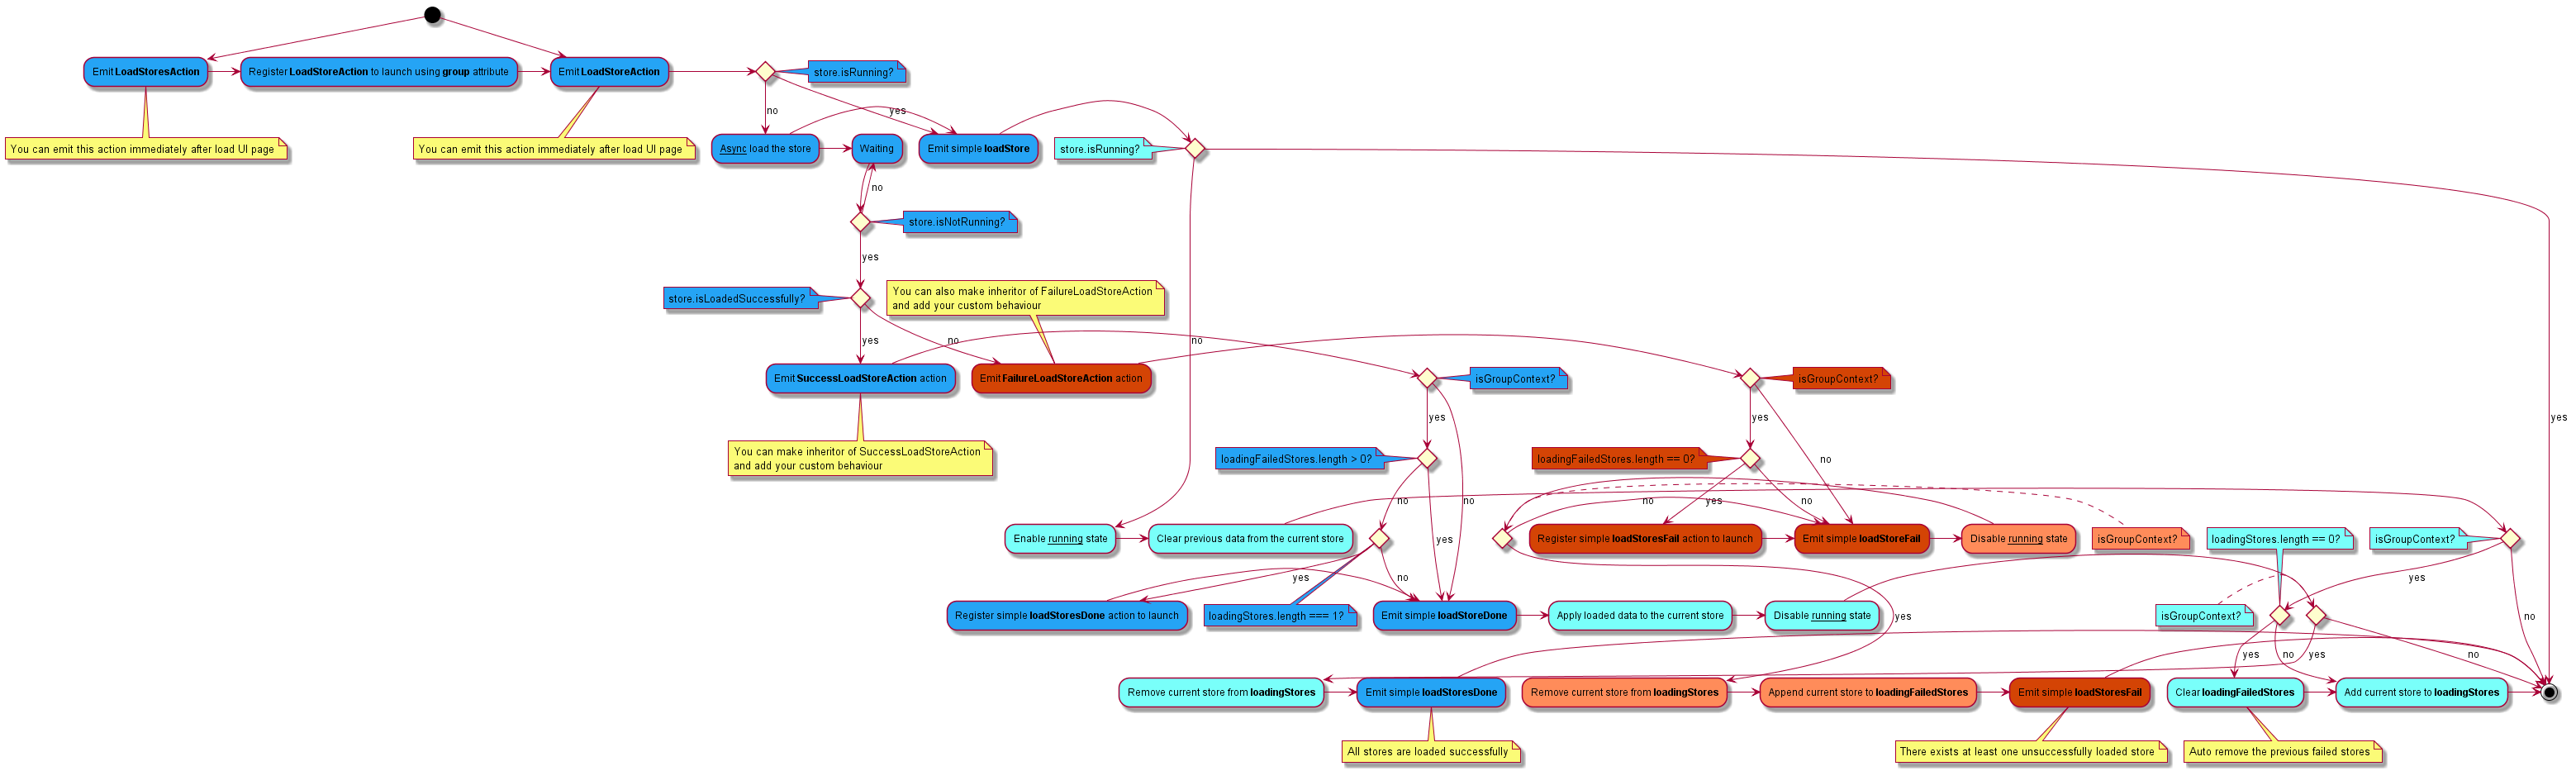 Emit LoadStoresAction
Register LoadStoreAction to launch using group attribute
Emit LoadStoreAction
store.isRunning?
You can emit this action immediately after load UI page
You can emit this action immediately after load UI page
no
yes
Async load the store
Waiting
Emit simple loadStore
store.isRunning?
no
store.isNotRunning?
yes
store.isLoadedSuccessfully?
You can also make inheritor of FailureLoadStoreAction
and add your custom behaviour
yes
no
no
Emit SuccessLoadStoreAction action
Emit FailureLoadStoreAction action
isGroupContext?
isGroupContext?
yes
yes
yes
You can make inheritor of SuccessLoadStoreAction
and add your custom behaviour
loadingFailedStores.length > 0?
loadingFailedStores.length == 0?
no
no
no
no
yes
no
Enable running state
Clear previous data from the current store
yes
Register simple loadStoresFail action to launch
Emit simple loadStoreFail
Disable running state
isGroupContext?
loadingStores.length == 0?
isGroupContext?
yes
no
yes
Register simple loadStoresDone action to launch
loadingStores.length === 1?
Emit simple loadStoreDone
Apply loaded data to the current store
Disable running state
yes
isGroupContext?
no
yes
no
yes
no
Remove current store from loadingStores
Emit simple loadStoresDone
Remove current store from loadingStores
Append current store to loadingFailedStores
Emit simple loadStoresFail
Clear loadingFailedStores
Add current store to loadingStores
All stores are loaded successfully
There exists at least one unsuccessfully loaded store
Auto remove the previous failed stores